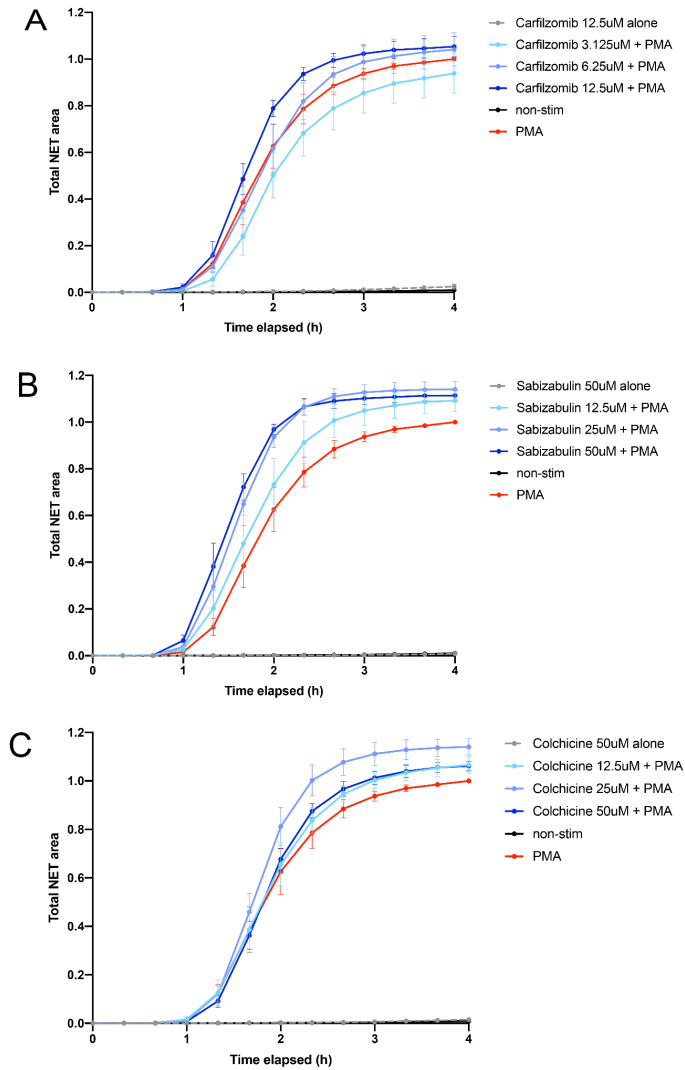 A
Total NET area
1.2
1.0
0.8
0.6
0.4
0.2
0.0
0
1
2
3
4
Time elapsed (h)
Carfilzomib 12.5uM alone
Carfilzomib 3.125uM + PMA
Carfilzomib 6.25uM + PMA
Carfilzomib 12.5uM + PMA
non-stim
PMA
B
Total NET area
1.2
1.0
0.8
0.6
0.4
0.2
0.0
0
1
2
3
4
Time elapsed (h)
Sabizabulin 50uM alone
Sabizabulin 12.5uM + PMA
Sabizabulin 25uM + PMA
Sabizabulin 50uM + PMA
non-stim
PMA
C
Total NET area
1.2
1.0
0.8
0.6
0.4
0.2
0.0
0
1
2
3
4
Time elapsed (h)
Colchicine 50uM alone
Colchicine 12.5uM + PMA
Colchicine 25uM + PMA
Colchicine 50uM + PMA
non-stim
PMA